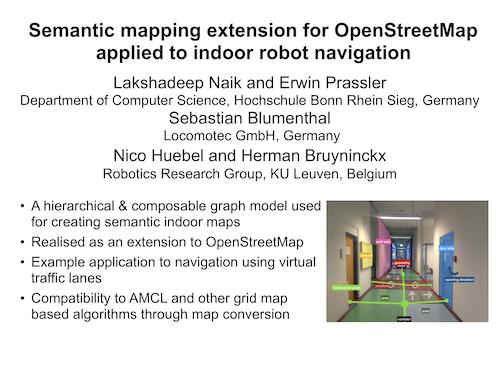 Semantic mapping extension for OpenStreetMap
applied to indoor robot navigation
Lakshadeep Naik and Erwin Prassler
Department of Computer Science, Hochschule Bonn Rhein Sieg, Germany
Sebastian Blumenthal
Locomotec GmbH, Germany
Nico Huebel and Herman Bruyninckx
Robotics Research Group, KU Leuven, Belgium
• A hierarchical & composable graph model used
for creating semantic indoor maps
• Realised as an extension to OpenStreetMap
• Example application to navigation using virtual
traffic lanes
• Compatibility to AMCL and other grid map
based algorithms through map conversion